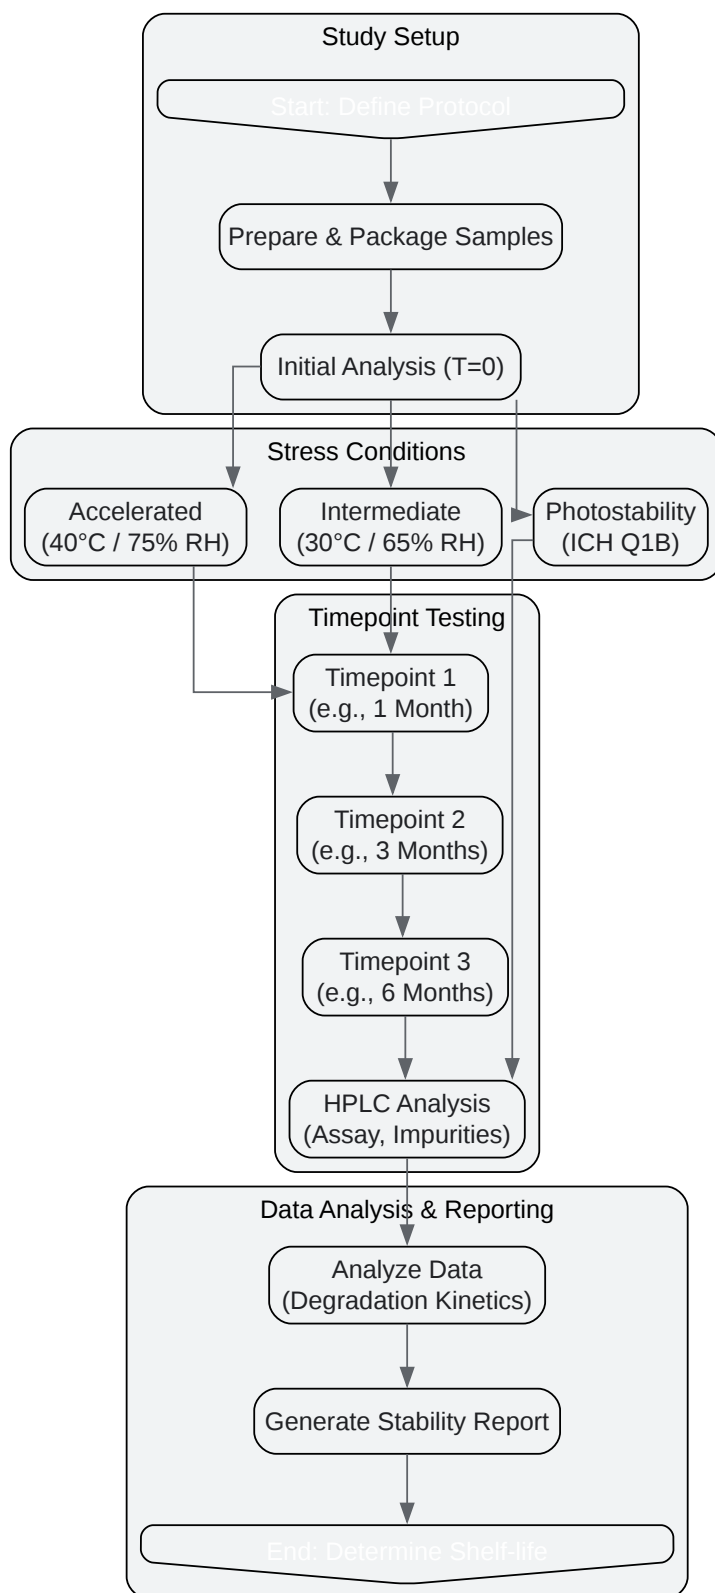 Study Setup
Start: Define Protocol
Prepare & Package Samples
Initial Analysis (T=0)
Stress Conditions
Accelerated
(40°C / 75% RH)
Intermediate
(30°C / 65% RH)
Photostability
(ICH Q1B)
Timepoint Testing
Timepoint 1
(e.g., 1 Month)
Timepoint 2
(e.g., 3 Months)
Timepoint 3
(e.g., 6 Months)
HPLC Analysis
(Assay, Impurities)
Data Analysis & Reporting
Analyze Data
(Degradation Kinetics)
Generate Stability Report
End: Determine Shelf-life